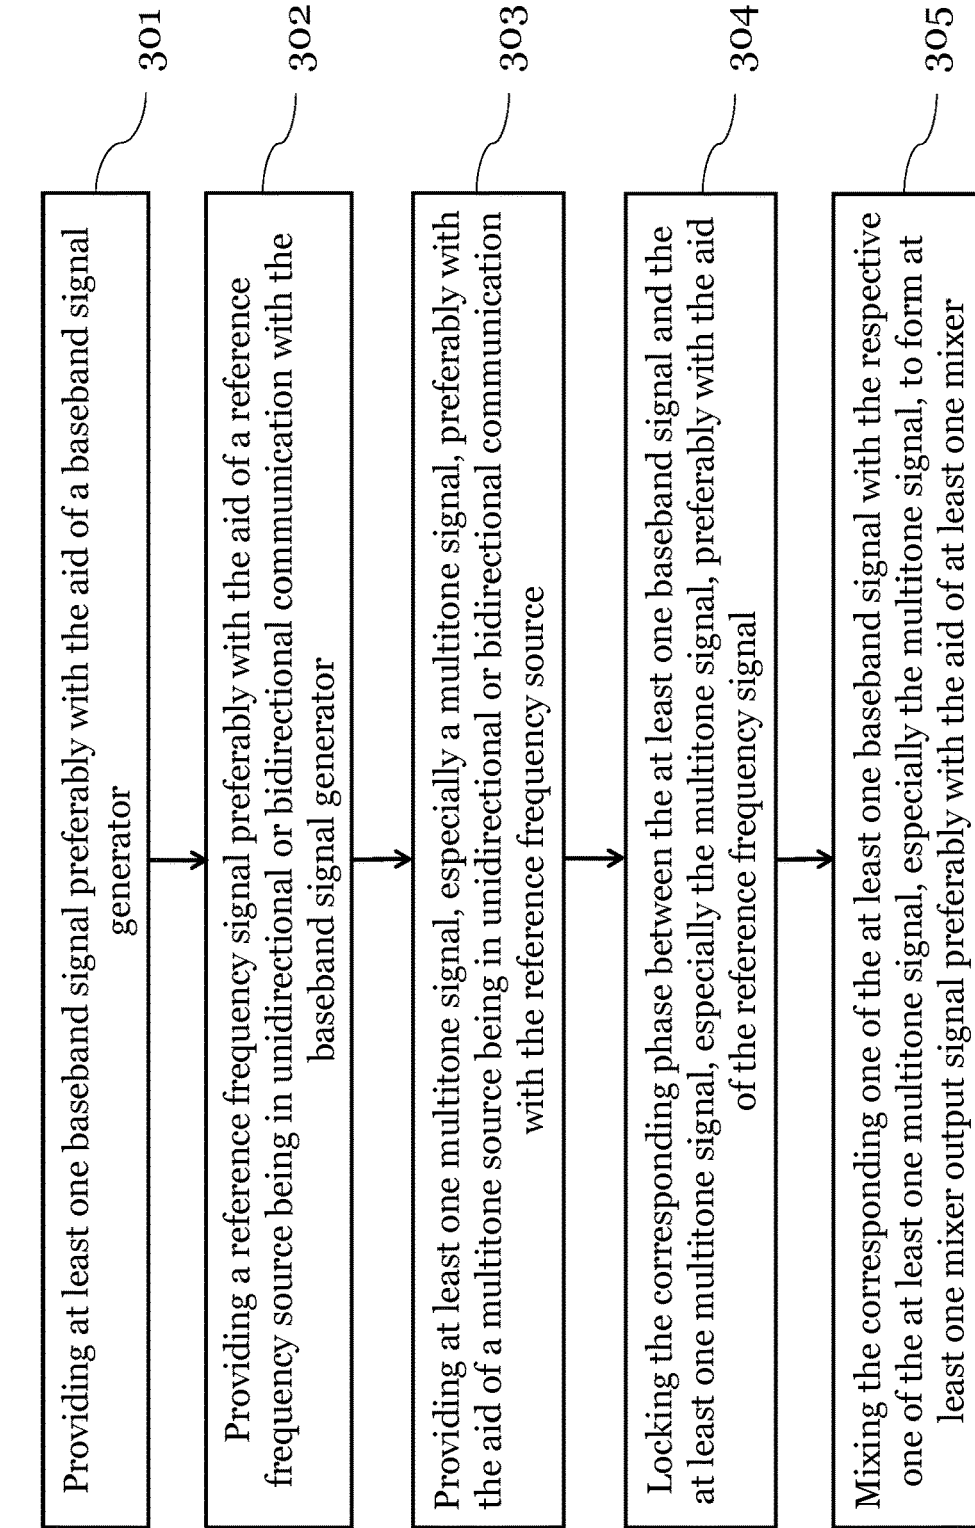 301
Providing at least one baseband signal preferably with the aid of a baseband signal
generator
302
Providing a reference frequency signal preferably with the aid of a reference
frequency source being in unidirectional or bidirectional communication with the
baseband signal generator
303
Providing at least one multitone signal, especially a multitone signal, preferably with
the aid of a multitone source being in unidirectional or bidirectional communication
with the reference frequency source
304
Locking the corresponding phase between the at least one baseband signal and the
at least one multitone signal, especially the multitone signal, preferably with the aid
of the reference frequency signal
305
Mixing the corresponding one of the at least one baseband signal with the respective
one of the at least one multitone signal, especially the multitone signal, to form at
least one mixer output signal preferably with the aid of at least one mixer